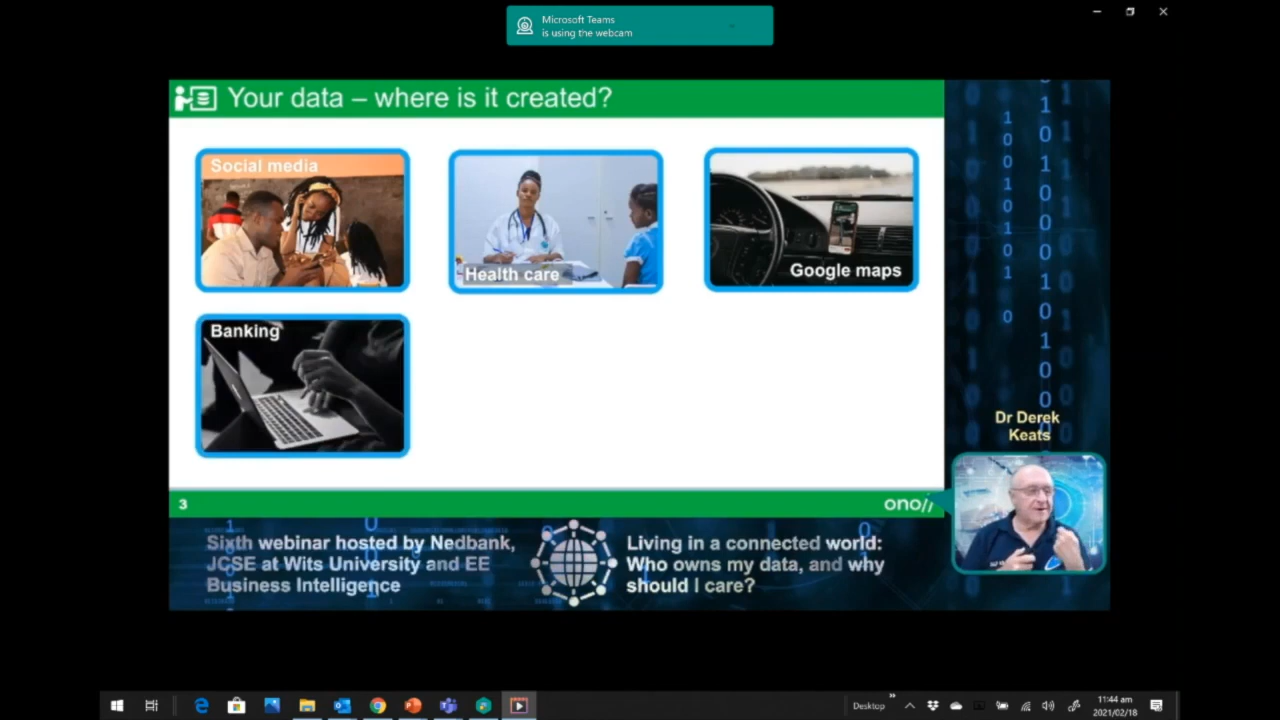 Microsoft Teams
is using the webcam
Your data – where is it created?
Social media
Health care
Google maps
Banking
Dr Derek
Keats
3
ono//
Sixth webinar hosted by Nedbank,
JCSE at Wits University and EE
Business Intelligence
Living in a connected world:
Who owns my data, and why
should I care?
Desktop
11:44 am
2021/02/18